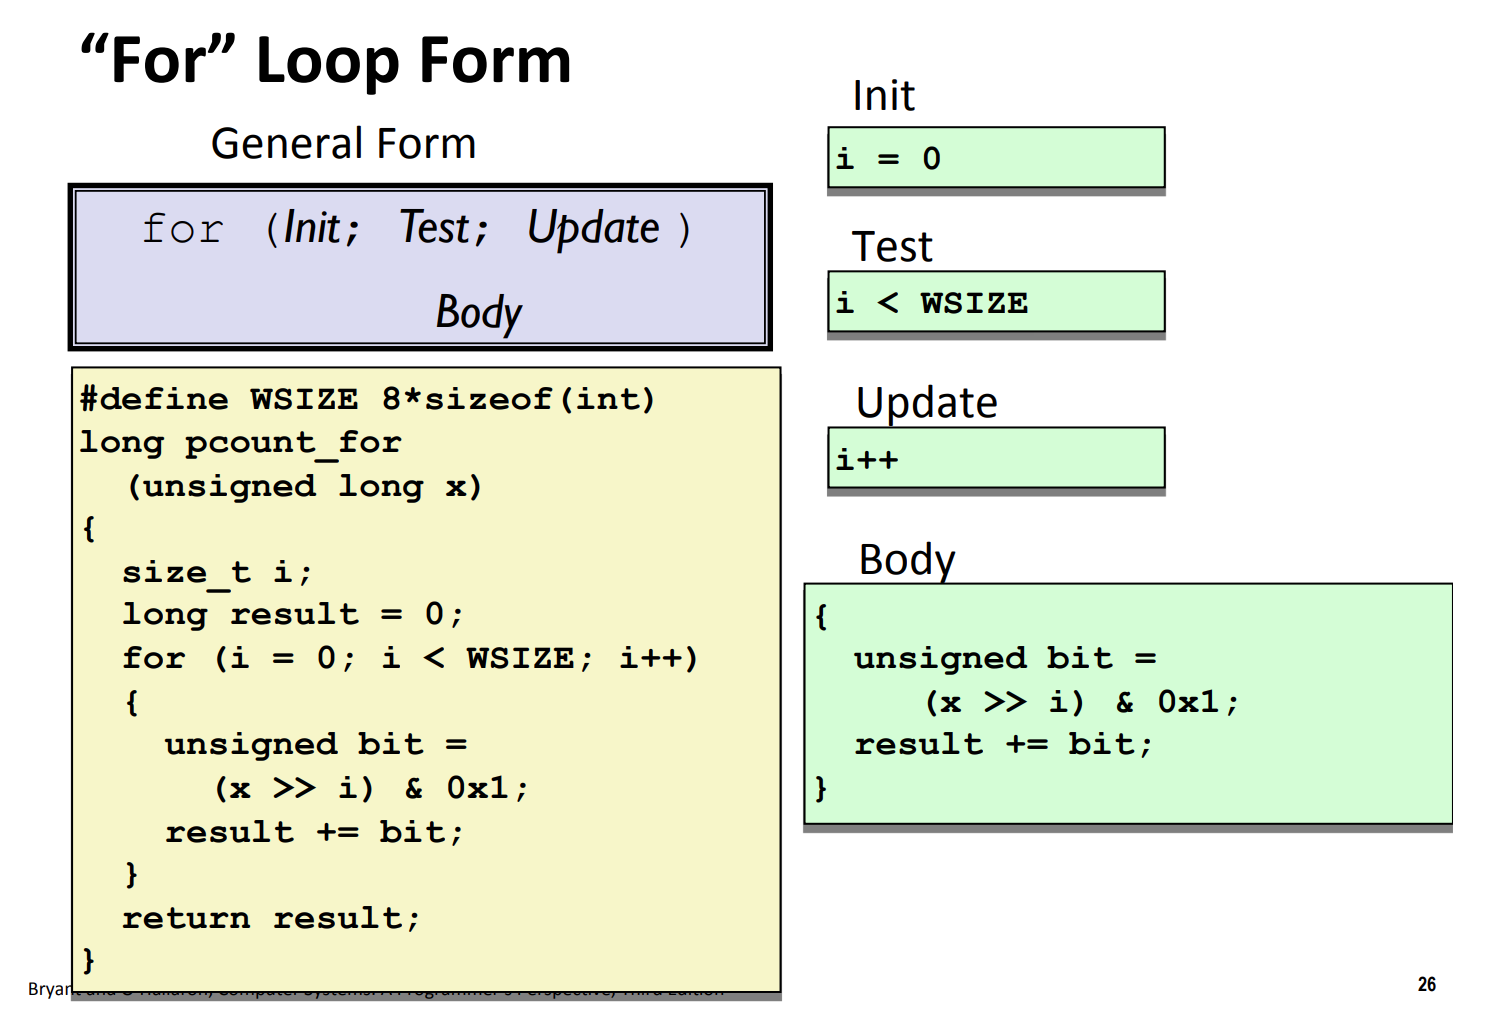 “For” Loop Form
General Form
for (Init; Test; Update )
Body
#define WSIZE 8*sizeof(int)
long pcount_for
(unsigned long x)
{
size_t i;
long result = 0;
for (i = 0; i < WSIZE; i++)
{
unsigned bit =
(x >> i) & 0x1;
result += bit;
}
return result;
}
Init
i = 0
Test
i < WSIZE
Update
i++
Body
{
unsigned bit =
(x >> i) & 0x1;
result += bit;
}
26